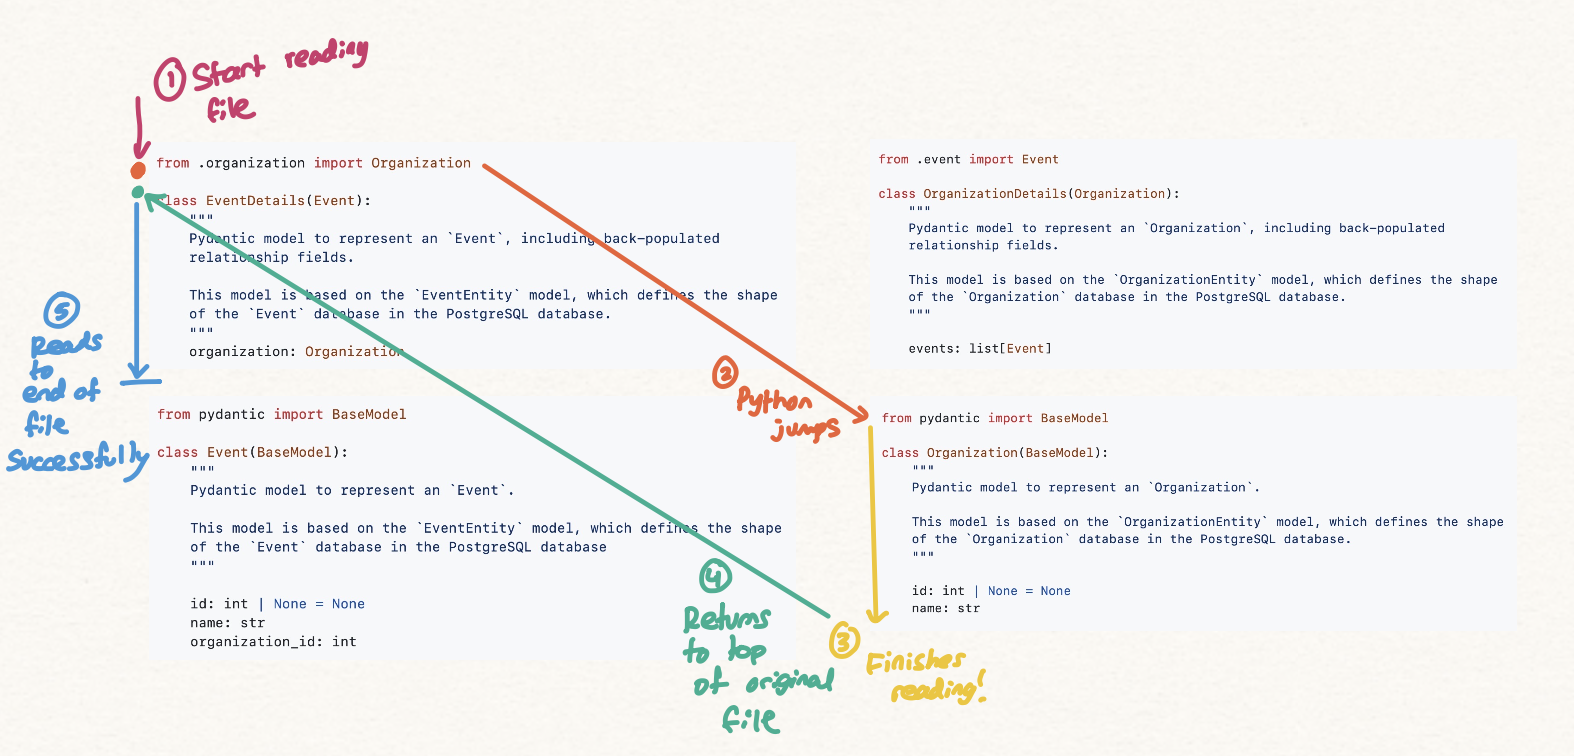 ① Start reading
file
from .organization import Organization
class EventDetails(Event):
"""
Pydantic model to represent an `Event`, including back-populated
relationship fields.
This model is based on the `EventEntity` model, which defines the shape
of the `Event` database in the PostgreSQL database.
"""
organization: Organization
from .event import Event
class OrganizationDetails(Organization):
"""
Pydantic model to represent an `Organization`, including back-populated
relationship fields.
This model is based on the `OrganizationEntity` model, which defines the shape
of the `Organization` database in the PostgreSQL database.
"""
events: list[Event]
② Python
jumps
⑤
Reads
to
end of
file
successfully
from pydantic import BaseModel
class Event(BaseModel):
"""
Pydantic model to represent an `Event`.
This model is based on the `EventEntity` model, which defines the shape
of the `Event` database in the PostgreSQL database
"""
id: int | None = None
name: str
organization_id: int
from pydantic import BaseModel
class Organization(BaseModel):
"""
Pydantic model to represent an `Organization`.
This model is based on the `OrganizationEntity` model, which defines the shape
of the `Organization` database in the PostgreSQL database.
"""
id: int | None = None
name: str
③
Finishes
reading!
④
Returns
to top
of original
file